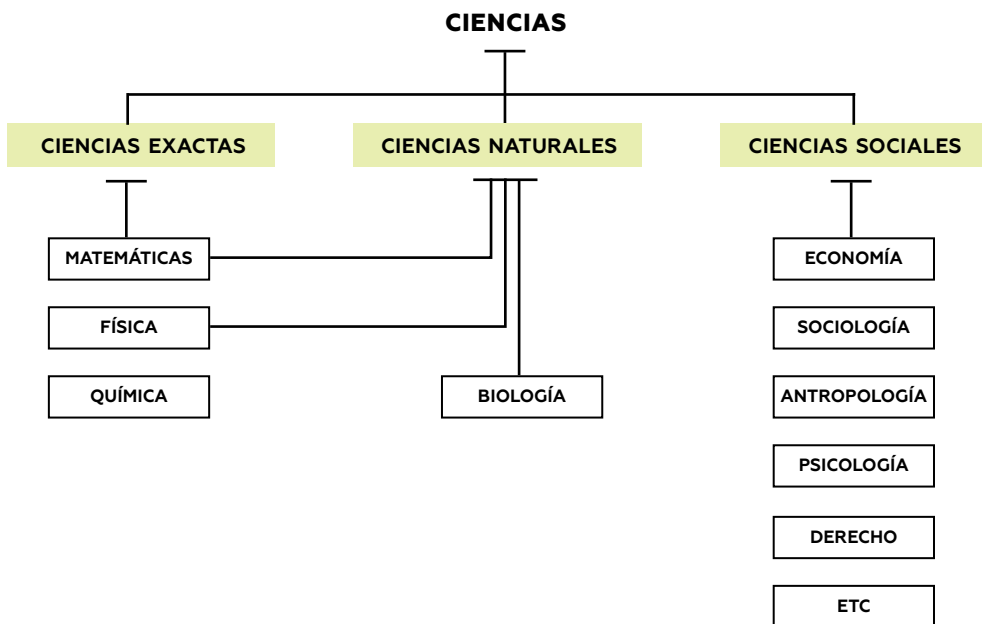 CIENCIAS
CIENCIAS EXACTAS
CIENCIAS NATURALES
CIENCIAS SOCIALES
MATEMÁTICAS
FÍSICA
QUÍMICA
BIOLOGÍA
ECONOMÍA
SOCIOLOGÍA
ANTROPOLOGÍA
PSICOLOGÍA
DERECHO
ETC